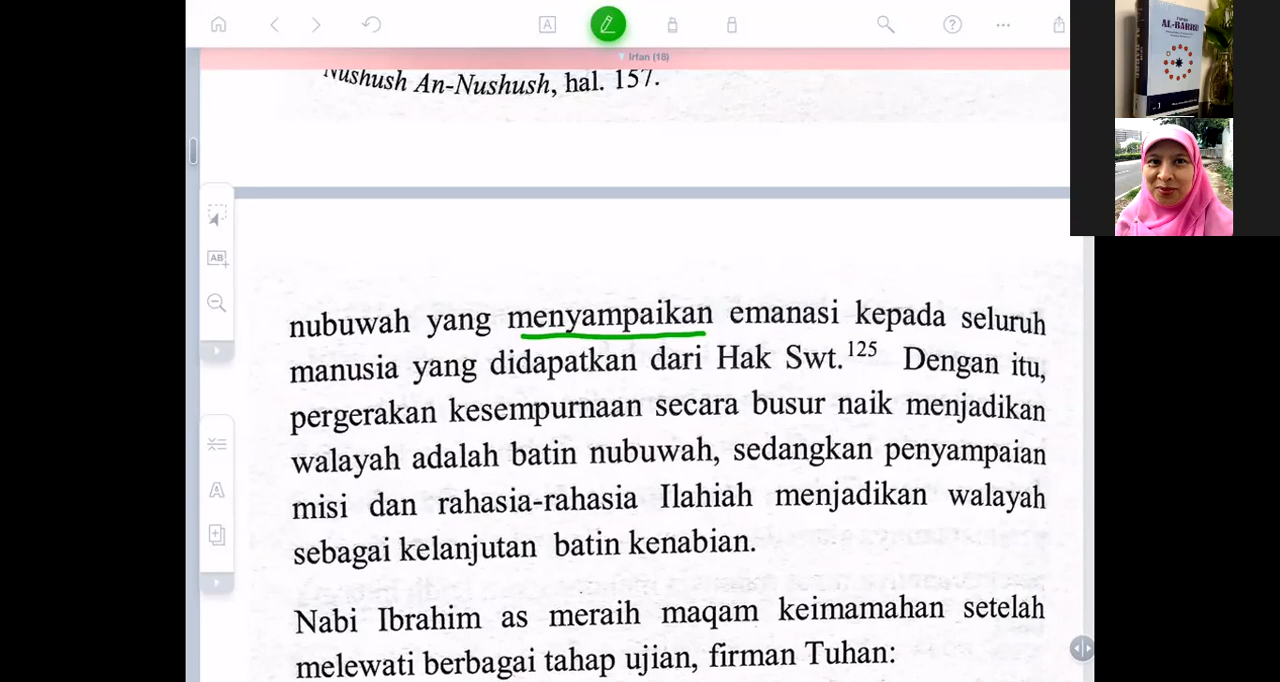 A
Irfan (18)
Nushush An-Nushush, hal. 157.
AB
nubuwah yang menyampaikan emanasi kepada seluruh
manusia yang didapatkan dari Hak Swt.125 Dengan itu,
pergerakan kesempurnaan secara busur naik menjadikan
walayah adalah batin nubuwah, sedangkan penyampaian
misi dan rahasia-rahasia Ilahiah menjadikan walayah
sebagai kelanjutan batin kenabian.
Nabi Ibrahim as meraih maqam keimamahan setelah
melewati berbagai tahap ujian, firman Tuhan:
A
AL-BARRU